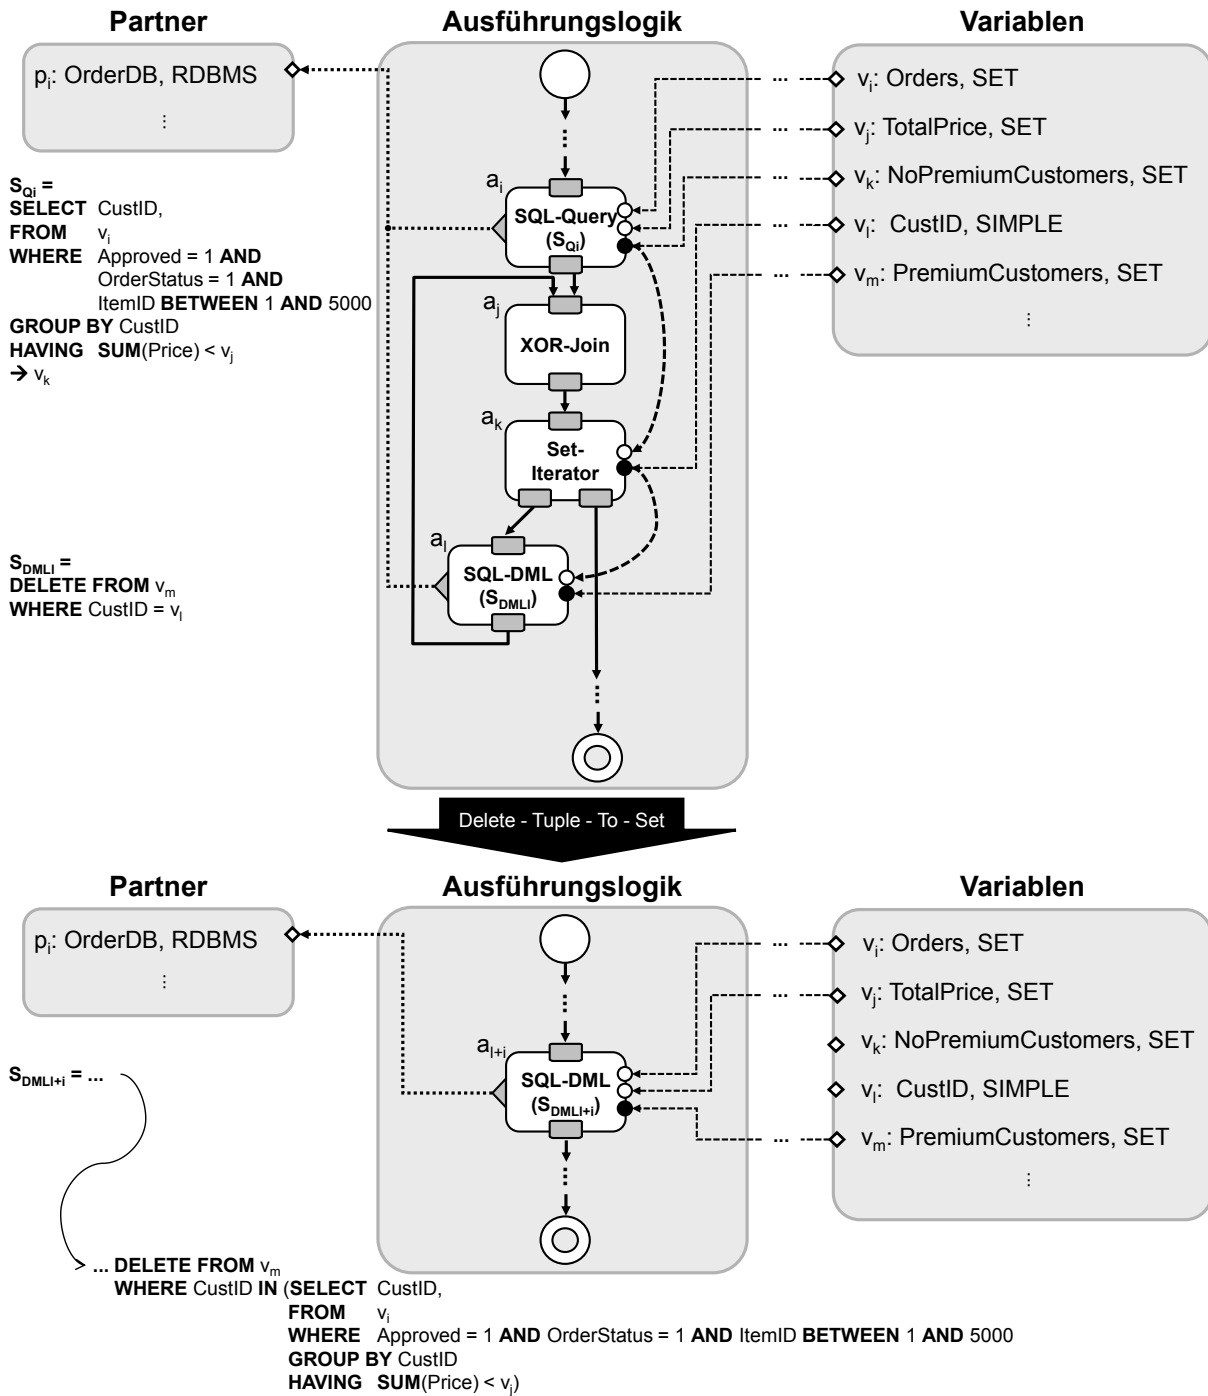 Partner
Ausführungslogik
Variablen
pi: OrderDB, RDBMS
⋮
vi: Orders, SET
vj: TotalPrice, SET
vk: NoPremiumCustomers, SET
vl: CustID, SIMPLE
vm: PremiumCustomers, SET
⋮
...
...
...
...
...
SQi =
SELECT CustID,
FROM vi
WHERE Approved = 1 AND
OrderStatus = 1 AND
ItemID BETWEEN 1 AND 5000
GROUP BY CustID
HAVING SUM(Price) < vj
→ vk
ai
SQL-Query
(SQi)
aj
XOR-Join
ak
Set-
Iterator
al
SQL-DML
(SDMLl)
SDMLl =
DELETE FROM vm
WHERE CustID = vl
Delete - Tuple - To - Set
Partner
Ausführungslogik
Variablen
pi: OrderDB, RDBMS
⋮
vi: Orders, SET
vj: TotalPrice, SET
vk: NoPremiumCustomers, SET
vl: CustID, SIMPLE
vm: PremiumCustomers, SET
⋮
...
...
...
al+i
SQL-DML
(SDMLl+i)
SDMLl+i = ...
... DELETE FROM vm
WHERE CustID IN (SELECT CustID,
FROM vi
WHERE Approved = 1 AND OrderStatus = 1 AND ItemID BETWEEN 1 AND 5000
GROUP BY CustID
HAVING SUM(Price) < vj)